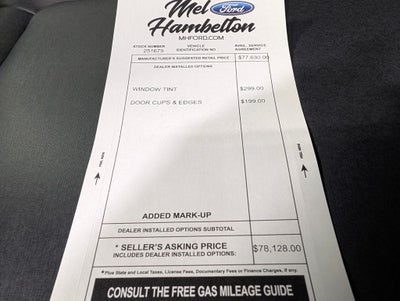 Mel
Ford
Hambelton
MHFORD.COM
STOCK NUMBER VEHICLE IDENTIFICATION NO AVAIL. SERVICE AGREEMENT
251673
MANUFACTURER'S SUGGESTED RETAIL PRICE $77,630.00
DEALER INSTALLED OPTIONS
WINDOW TINT $299.00
DOOR CUPS & EDGES $199.00
ADDED MARK-UP
DEALER INSTALLED OPTIONS SUBTOTAL
* SELLER'S ASKING PRICE $78,128.00
INCLUDES DEALER INSTALLED OPTIONS:
*Plus State and Local Taxes, License Fees, Documentary Fees or Finance Charges, if any.
CONSULT THE FREE GAS MILEAGE GUIDE